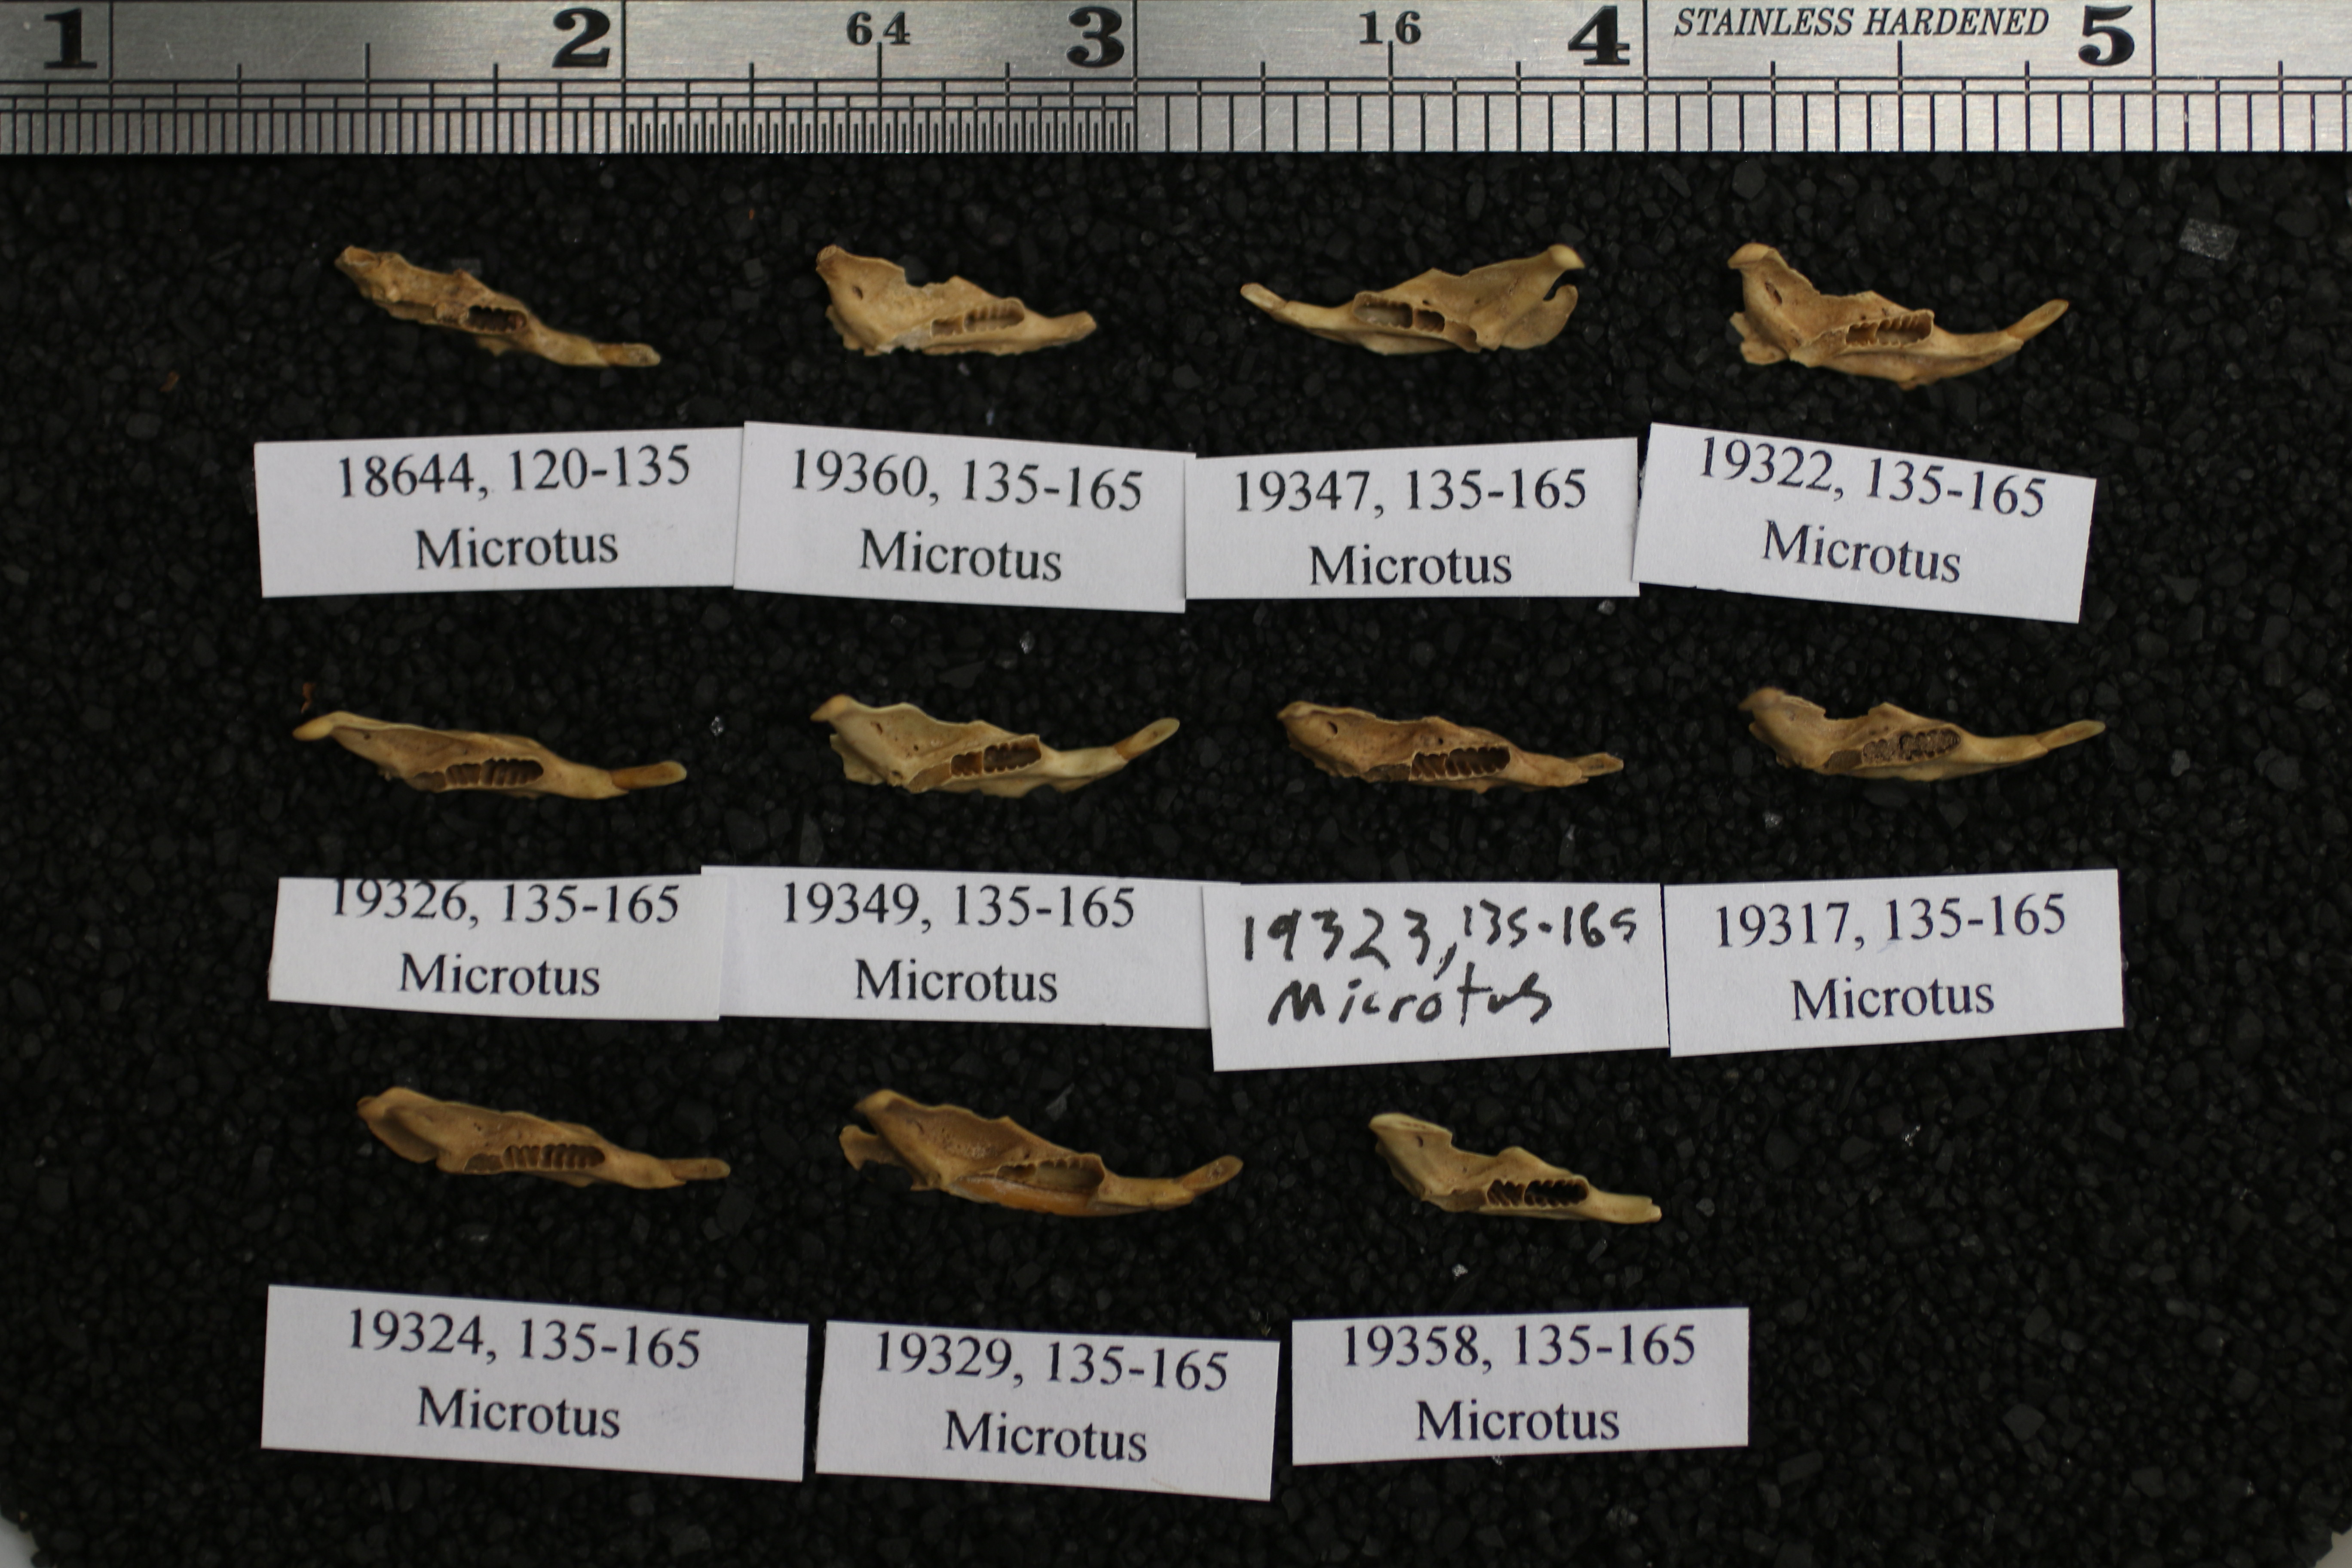 1 2 64 3 16 4 STAINLESS HARDENED 5
18644, 120-135
Microtus
19360, 135-165
Microtus
19347, 135-165
Microtus
19322, 135-165
Microtus
19326, 135-165
Microtus
19349, 135-165
Microtus
19323, 135-165
Microtus
19317, 135-165
Microtus
19324, 135-165
Microtus
19329, 135-165
Microtus
19358, 135-165
Microtus